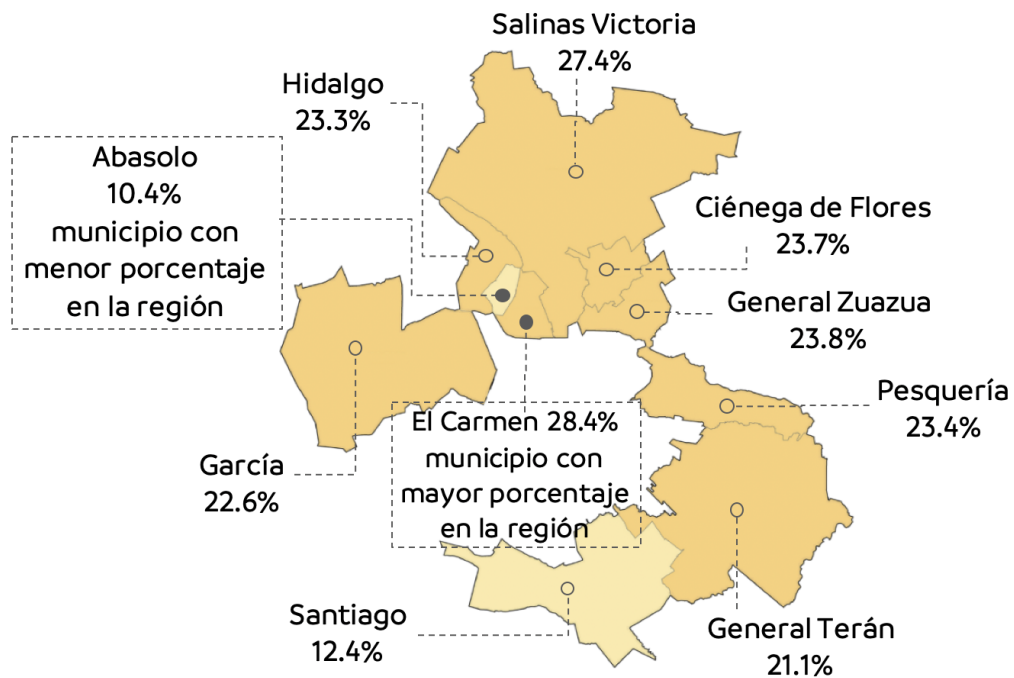 Salinas Victoria
27.4%
Hidalgo
23.3%
Abasolo
10.4%
municipio con
menor porcentaje
en la región
Ciénega de Flores
23.7%
General Zuazua
23.8%
Pesquería
23.4%
El Carmen 28.4%
municipio con
mayor porcentaje
en la región
García
22.6%
Santiago
12.4%
General Terán
21.1%